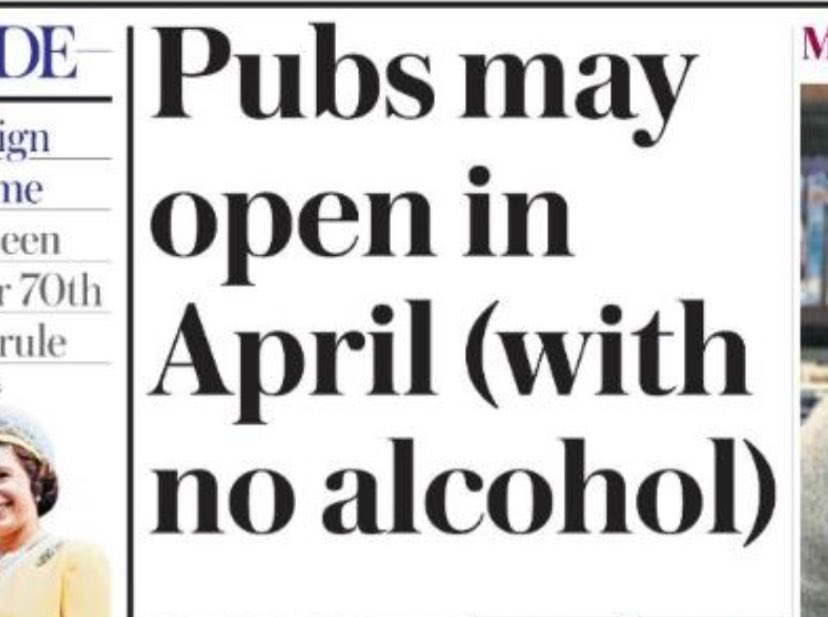 DE
ign
me
een
r 70th
rule
Pubs may
open in
April (with
no alcohol)
M